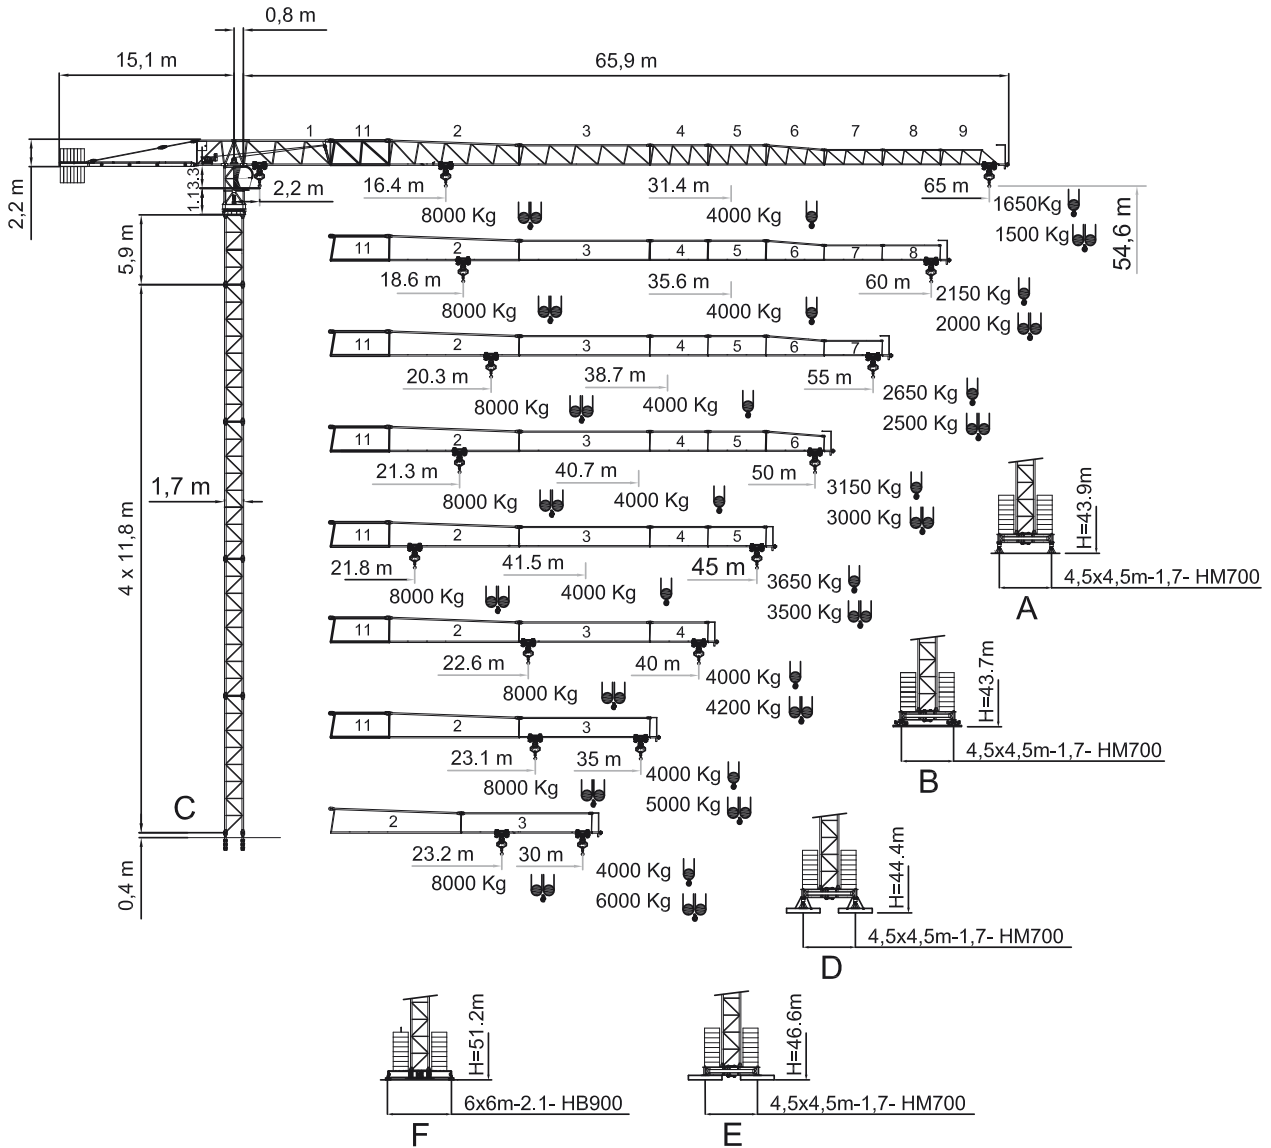 0,8 m
15,1 m
65,9 m
1 11 2 3 4 5 6 7 8 9
2,2 m
1.13.3
2,2 m
16.4 m
31.4 m
65 m
8000 Kg
4000 Kg
1650Kg
1500 Kg
54,6 m
5,9 m
11 2 3 4 5 6 7 8
18.6 m
35.6 m
60 m
8000 Kg
4000 Kg
2150 Kg
2000 Kg
11 2 3 4 5 6 7
20.3 m
38.7 m
55 m
8000 Kg
4000 Kg
2650 Kg
2500 Kg
11 2 3 4 5 6
21.3 m
40.7 m
50 m
8000 Kg
4000 Kg
3150 Kg
3000 Kg
1,7 m
4 x 11,8 m
11 2 3 4 5
21.8 m
41.5 m
45 m
8000 Kg
4000 Kg
3650 Kg
3500 Kg
H=43.9m
4,5x4,5m-1,7- HM700
A
11 2 3 4
22.6 m
40 m
8000 Kg
4000 Kg
4200 Kg
H=43.7m
4,5x4,5m-1,7- HM700
B
11 2 3
23.1 m
35 m
8000 Kg
4000 Kg
5000 Kg
C
2 3
23.2 m
30 m
8000 Kg
4000 Kg
6000 Kg
0,4 m
H=44.4m
4,5x4,5m-1,7- HM700
D
H=51.2m
6x6m-2.1- HB900
F
H=46.6m
4,5x4,5m-1,7- HM700
E